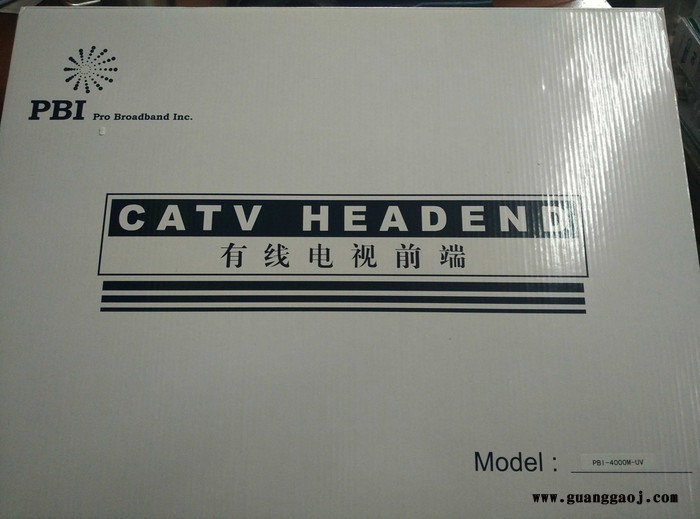 PBI Pro Broadband Inc.
CATV HEADEND
有线电视前端
Model : PBI-4000M-UV
www.guanggaoj.com